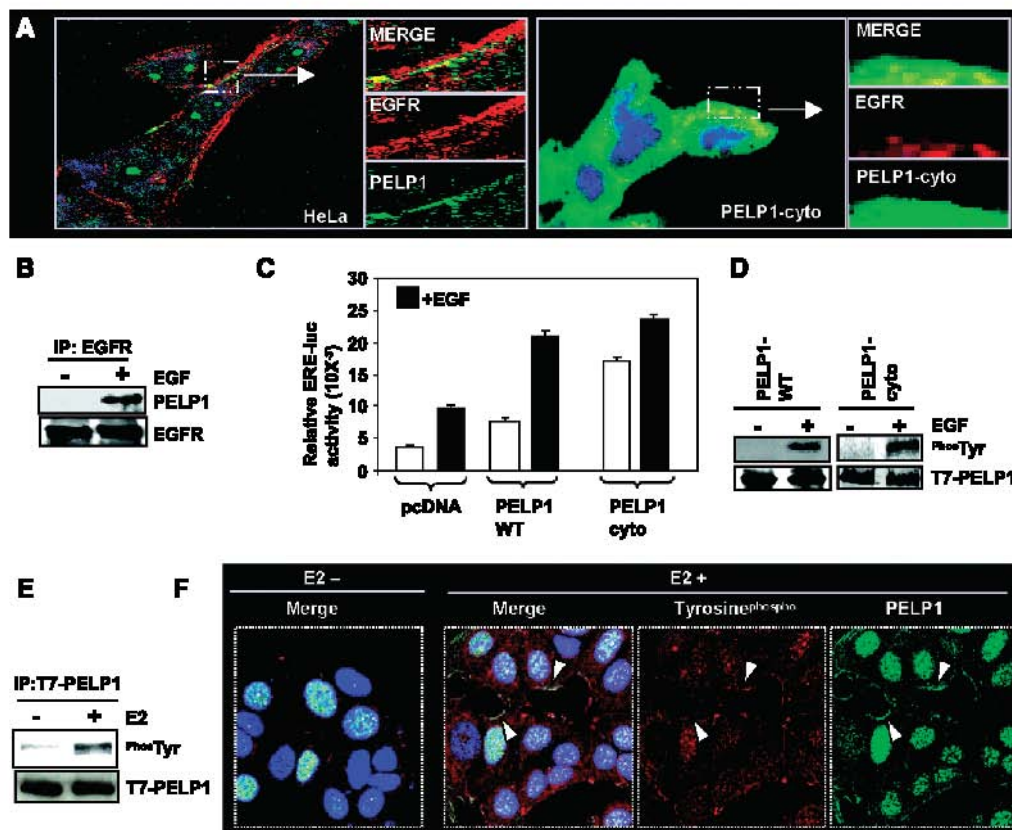 A
MERGE
EGFR
PELP1
HeLa
MERGE
EGFR
PELP1-cyto
PELP1-cyto
B
IP: EGFR
- + EGF
PELP1
EGFR
C
Relative ERE-luc
activity (10X⁻³)
30
25
20
15
10
5
0
+EGF
pcDNA
PELP1
WT
PELP1
cyto
D
PELP1-
WT
PELP1-
cyto
- + - + EGF
PhosTyr
T7-PELP1
E
IP:T7-PELP1
- + E2
PhosTyr
T7-PELP1
F
E2 –
Merge
E2 +
Merge
Tyrosinephospho
PELP1